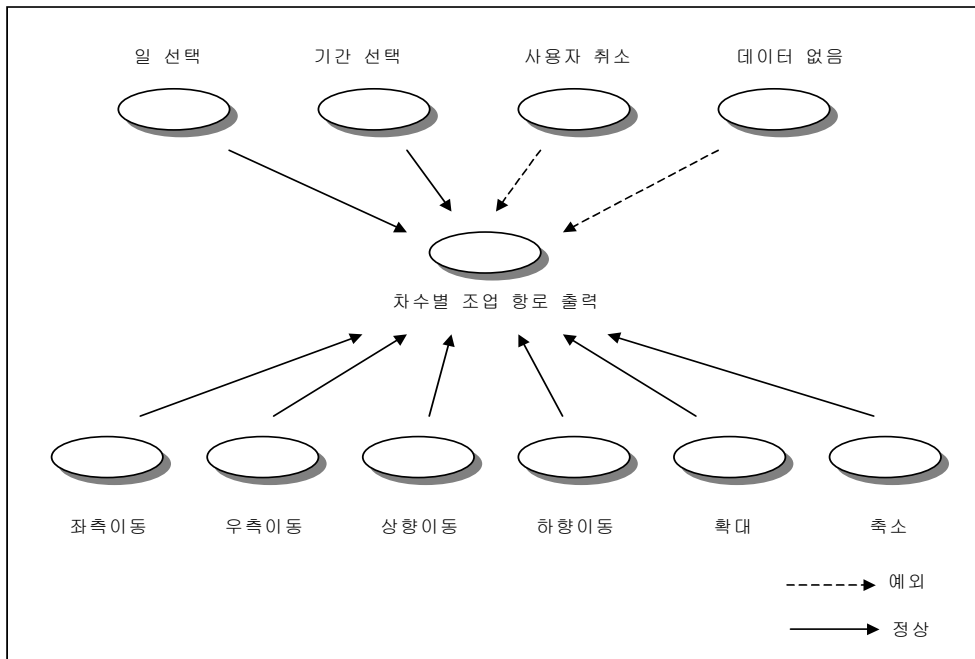 일 선택 기간 선택 사용자 취소 데이터 없음
차수별 조업 항로 출력
좌측이동 우측이동 상향이동 하향이동 확대 축소
예외
정상